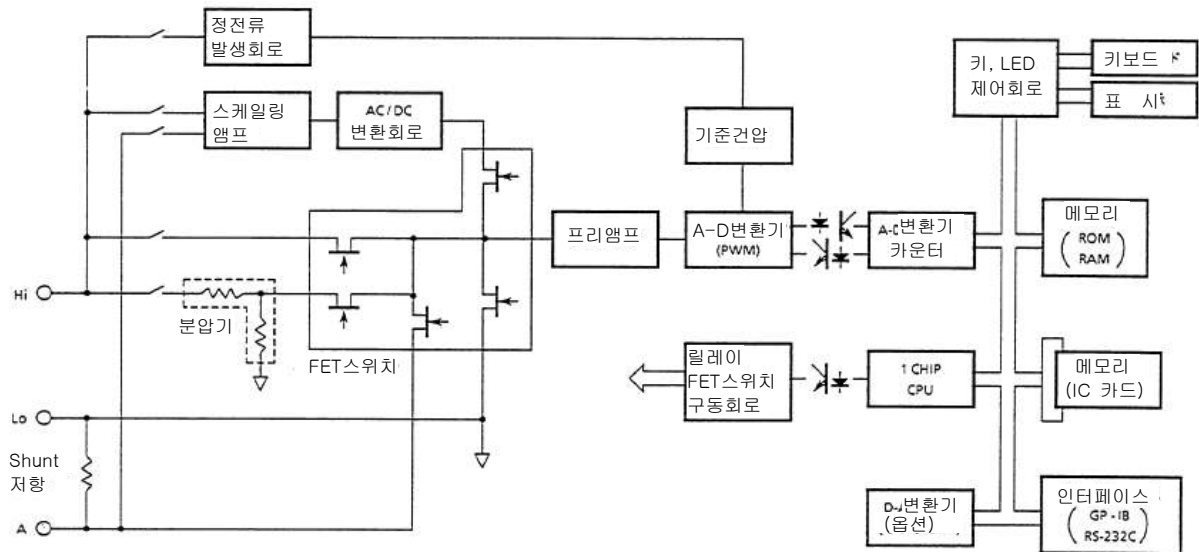 정전류
발생회로
스케일링
앰프
AC/DC
변환회로
기준건압
키, LED
제어회로
키보드
표 시
프리앰프
A-D변환기
(PWM)
변환기
카운터
메모리
(ROM
RAM)
Hi
분압기
FET스위치
릴레이
FET스위치
구동회로
1 CHIP
CPU
메모리
(IC 카드)
Lo
Shunt
저항
A
변환기
(옵션)
인터페이스
(GP-IB
RS-232C)